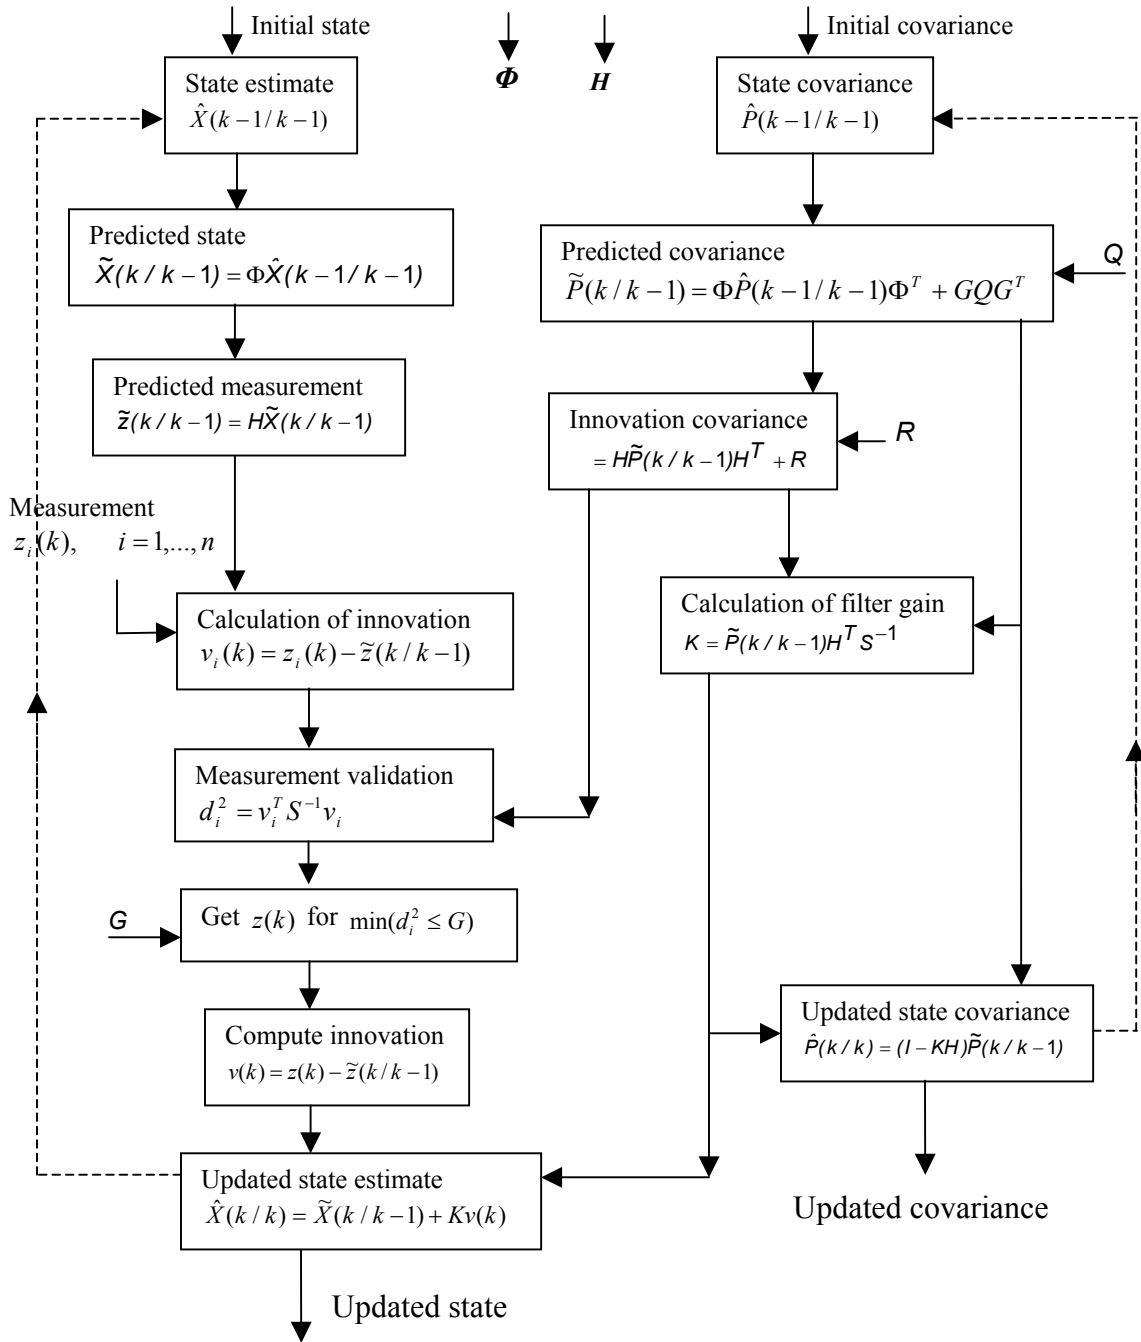 Initial state
Φ
H
Initial covariance
State estimate
X̂(k−1/k−1)
State covariance
P̂(k−1/k−1)
Predicted state
X̃(k/k−1) = ΦX̂(k−1/k−1)
Predicted covariance
P̃(k/k−1) = ΦP̂(k−1/k−1)Φ^T + GQG^T
Q
Predicted measurement
z̃(k/k−1) = HX̃(k/k−1)
Innovation covariance
= HP̃(k/k−1)H^T + R
R
Measurement
z_i(k), i = 1,...,n
Calculation of innovation
v_i(k) = z_i(k) − z̃(k/k−1)
Calculation of filter gain
K = P̃(k/k−1)H^T S^−1
Measurement validation
d_i^2 = v_i^T S^−1 v_i
G
Get z(k) for min(d_i^2 ≤ G)
Compute innovation
v(k) = z(k) − z̃(k/k−1)
Updated state covariance
P̂(k/k) = (I − KH)P̃(k/k−1)
Updated state estimate
X̂(k/k) = X̃(k/k−1) + Kv(k)
Updated covariance
Updated state